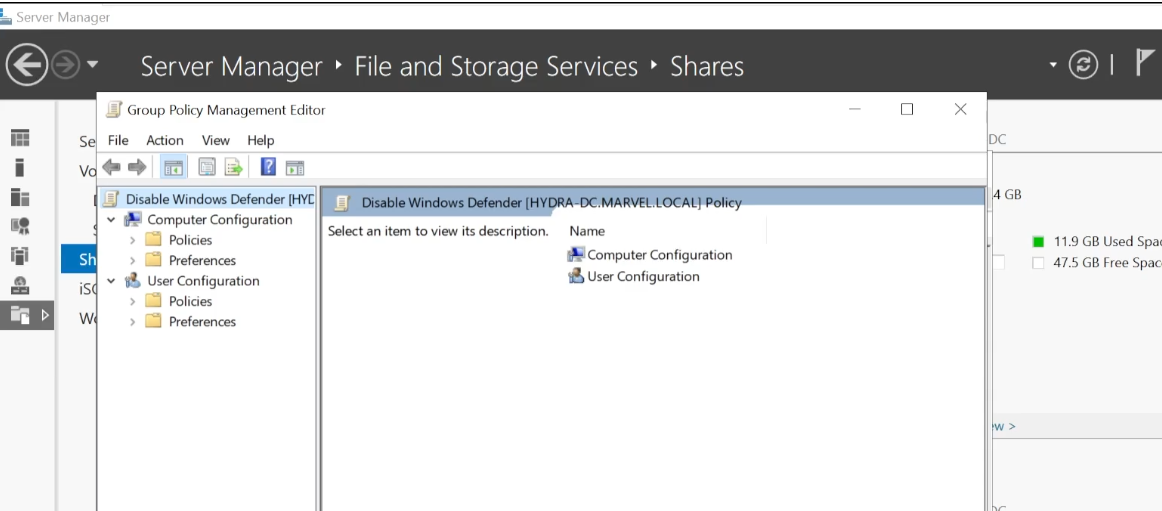 Server Manager
Server Manager ‣ File and Storage Services ‣ Shares
Group Policy Management Editor
File Action View Help
DC
Se
Vo
Disable Windows Defender [HYD
Computer Configuration
Policies
Preferences
User Configuration
Policies
Preferences
Disable Windows Defender [HYDRA-DC.MARVEL.LOCAL] Policy
Select an item to view its description.
Name
Computer Configuration
User Configuration
4 GB
11.9 GB Used Spac
47.5 GB Free Spac
Sh
iSC
Wo
ew >